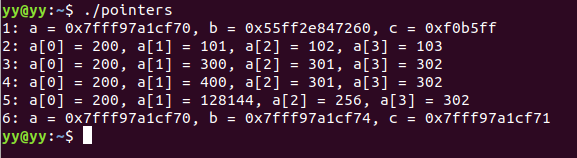 yy@yy:~$ ./pointers
1: a = 0x7fff97a1cf70, b = 0x55ff2e847260, c = 0xf0b5ff
2: a[0] = 200, a[1] = 101, a[2] = 102, a[3] = 103
3: a[0] = 200, a[1] = 300, a[2] = 301, a[3] = 302
4: a[0] = 200, a[1] = 400, a[2] = 301, a[3] = 302
5: a[0] = 200, a[1] = 128144, a[2] = 256, a[3] = 302
6: a = 0x7fff97a1cf70, b = 0x7fff97a1cf74, c = 0x7fff97a1cf71
yy@yy:~$